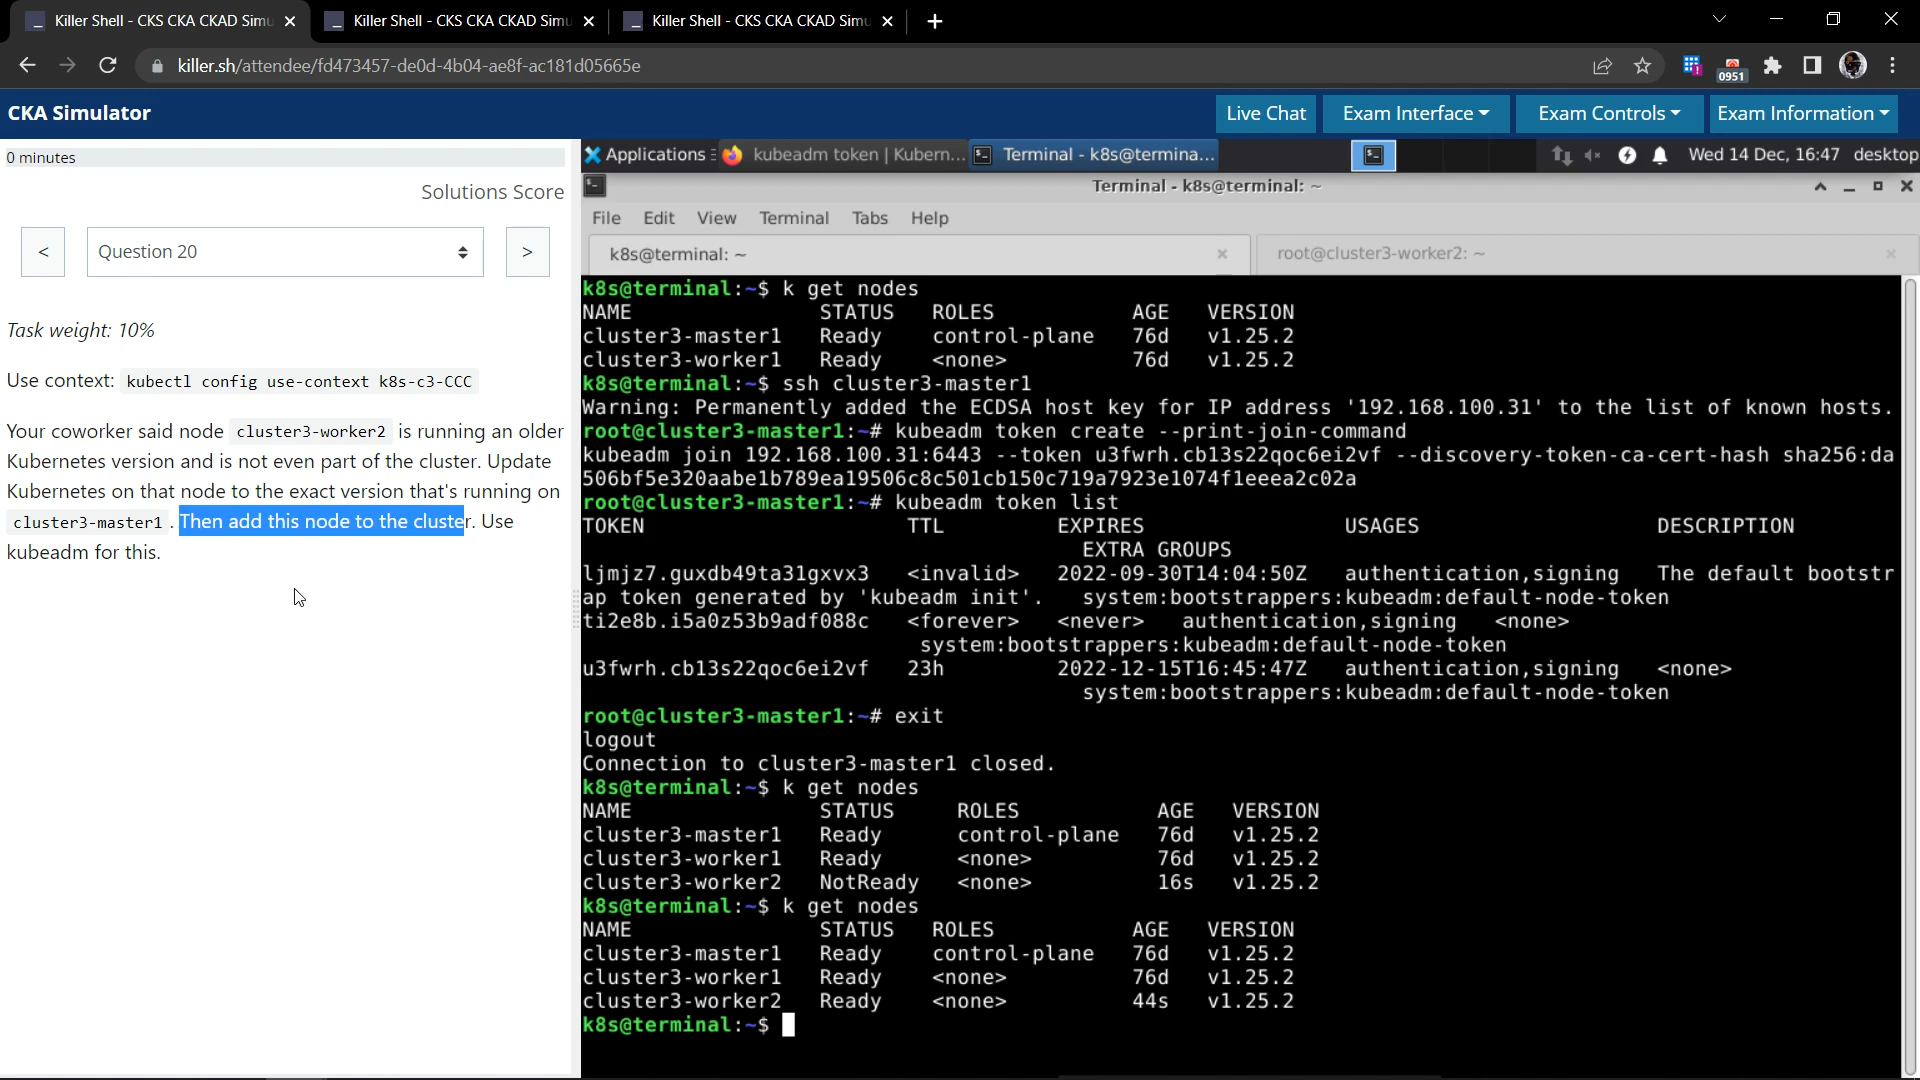 Killer Shell - CKS CKA CKAD Simu
Killer Shell - CKS CKA CKAD Simu
Killer Shell - CKS CKA CKAD Simu
killer.sh/attendee/fd473457-de0d-4b04-ae8f-ac181d05665e
0951
CKA Simulator
Live Chat
Exam Interface
Exam Controls
Exam Information
0 minutes
Solutions Score
<
Question 20
>
Task weight: 10%
Use context: kubectl config use-context k8s-c3-CCC
Your coworker said node cluster3-worker2 is running an older
Kubernetes version and is not even part of the cluster. Update
Kubernetes on that node to the exact version that's running on
cluster3-master1 . Then add this node to the cluster. Use
kubeadm for this.
Applications
kubeadm token | Kubern...
Terminal - k8s@termina...
Wed 14 Dec, 16:47 desktop
Terminal - k8s@terminal: ~
File Edit View Terminal Tabs Help
k8s@terminal: ~
root@cluster3-worker2: ~
k8s@terminal:~$ k get nodes
NAME STATUS ROLES AGE VERSION
cluster3-master1 Ready control-plane 76d v1.25.2
cluster3-worker1 Ready <none> 76d v1.25.2
k8s@terminal:~$ ssh cluster3-master1
Warning: Permanently added the ECDSA host key for IP address '192.168.100.31' to the list of known hosts.
root@cluster3-master1:~# kubeadm token create --print-join-command
kubeadm join 192.168.100.31:6443 --token u3fwrh.cb13s22qoc6ei2vf --discovery-token-ca-cert-hash sha256:da
506bf5e320aabe1b789ea19506c8c501cb150c719a7923e1074f1eeea2c02a
root@cluster3-master1:~# kubeadm token list
TOKEN TTL EXPIRES USAGES DESCRIPTION
EXTRA GROUPS
ljmjz7.guxdb49ta31gxvx3 <invalid> 2022-09-30T14:04:50Z authentication,signing The default bootstr
ap token generated by 'kubeadm init'. system:bootstrappers:kubeadm:default-node-token
ti2e8b.i5a0z53b9adf088c <forever> <never> authentication,signing <none>
system:bootstrappers:kubeadm:default-node-token
u3fwrh.cb13s22qoc6ei2vf 23h 2022-12-15T16:45:47Z authentication,signing <none>
system:bootstrappers:kubeadm:default-node-token
root@cluster3-master1:~# exit
logout
Connection to cluster3-master1 closed.
k8s@terminal:~$ k get nodes
NAME STATUS ROLES AGE VERSION
cluster3-master1 Ready control-plane 76d v1.25.2
cluster3-worker1 Ready <none> 76d v1.25.2
cluster3-worker2 NotReady <none> 16s v1.25.2
k8s@terminal:~$ k get nodes
NAME STATUS ROLES AGE VERSION
cluster3-master1 Ready control-plane 76d v1.25.2
cluster3-worker1 Ready <none> 76d v1.25.2
cluster3-worker2 Ready <none> 44s v1.25.2
k8s@terminal:~$